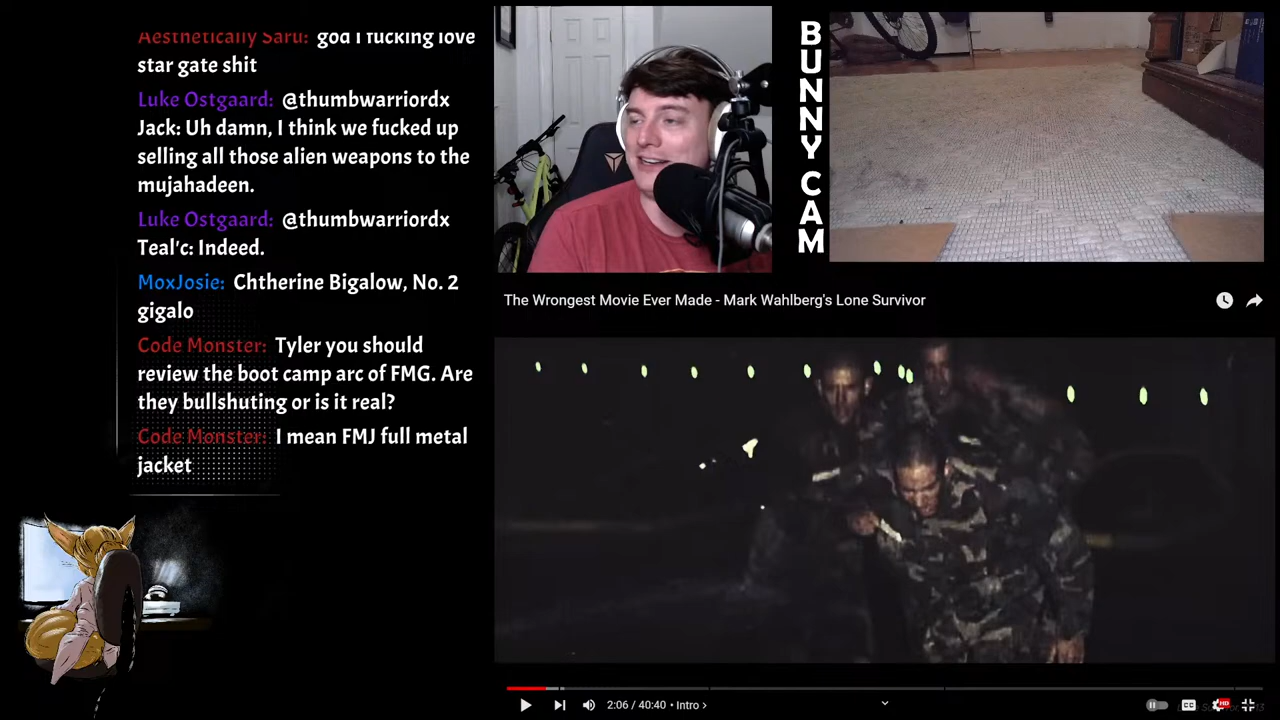 Aesthetically Saru: god I fucking love
star gate shit
Luke Ostgaard: @thumbwarriordx
Jack: Uh damn, I think we fucked up
selling all those alien weapons to the
mujahadeen.
Luke Ostgaard: @thumbwarriordx
Teal'c: Indeed.
MoxJosie: Chtherine Bigalow, No. 2
gigalo
Code Monster: Tyler you should
review the boot camp arc of FMG. Are
they bullshuting or is it real?
Code Monster: I mean FMJ full metal
jacket
BUNNY CAM
The Wrongest Movie Ever Made - Mark Wahlberg's Lone Survivor
2:06 / 40:40 • Intro ›
CC
HD